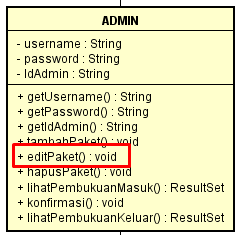 ADMIN
- username : String
- password : String
- IdAdmin : String
+ getUsername() : String
+ getPassword() : String
+ getIdAdmin() : String
+ tambahPaket() : void
+ editPaket() : void
+ hapusPaket() : void
+ lihatPembukuanMasuk() : ResultSet
+ konfirmasi() : void
+ lihatPembukuanKeluar() : ResultSet